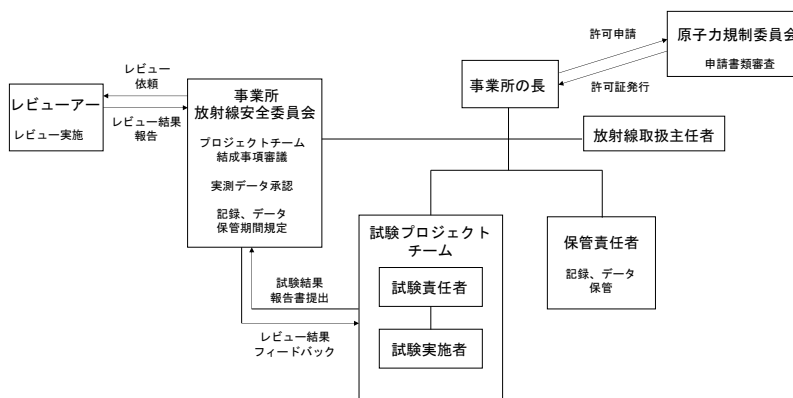 許可申請
原子力規制委員会
申請書類審査
許可証発行
事業所の長
レビュー
依頼
レビューアー
レビュー実施
レビュー結果
報告
事業所
放射線安全委員会
プロジェクトチーム
結成事項審議
実測データ承認
記録、データ
保管期間規定
放射線取扱主任者
試験プロジェクト
チーム
試験責任者
試験実施者
保管責任者
記録、データ
保管
試験結果
報告書提出
レビュー結果
フィードバック